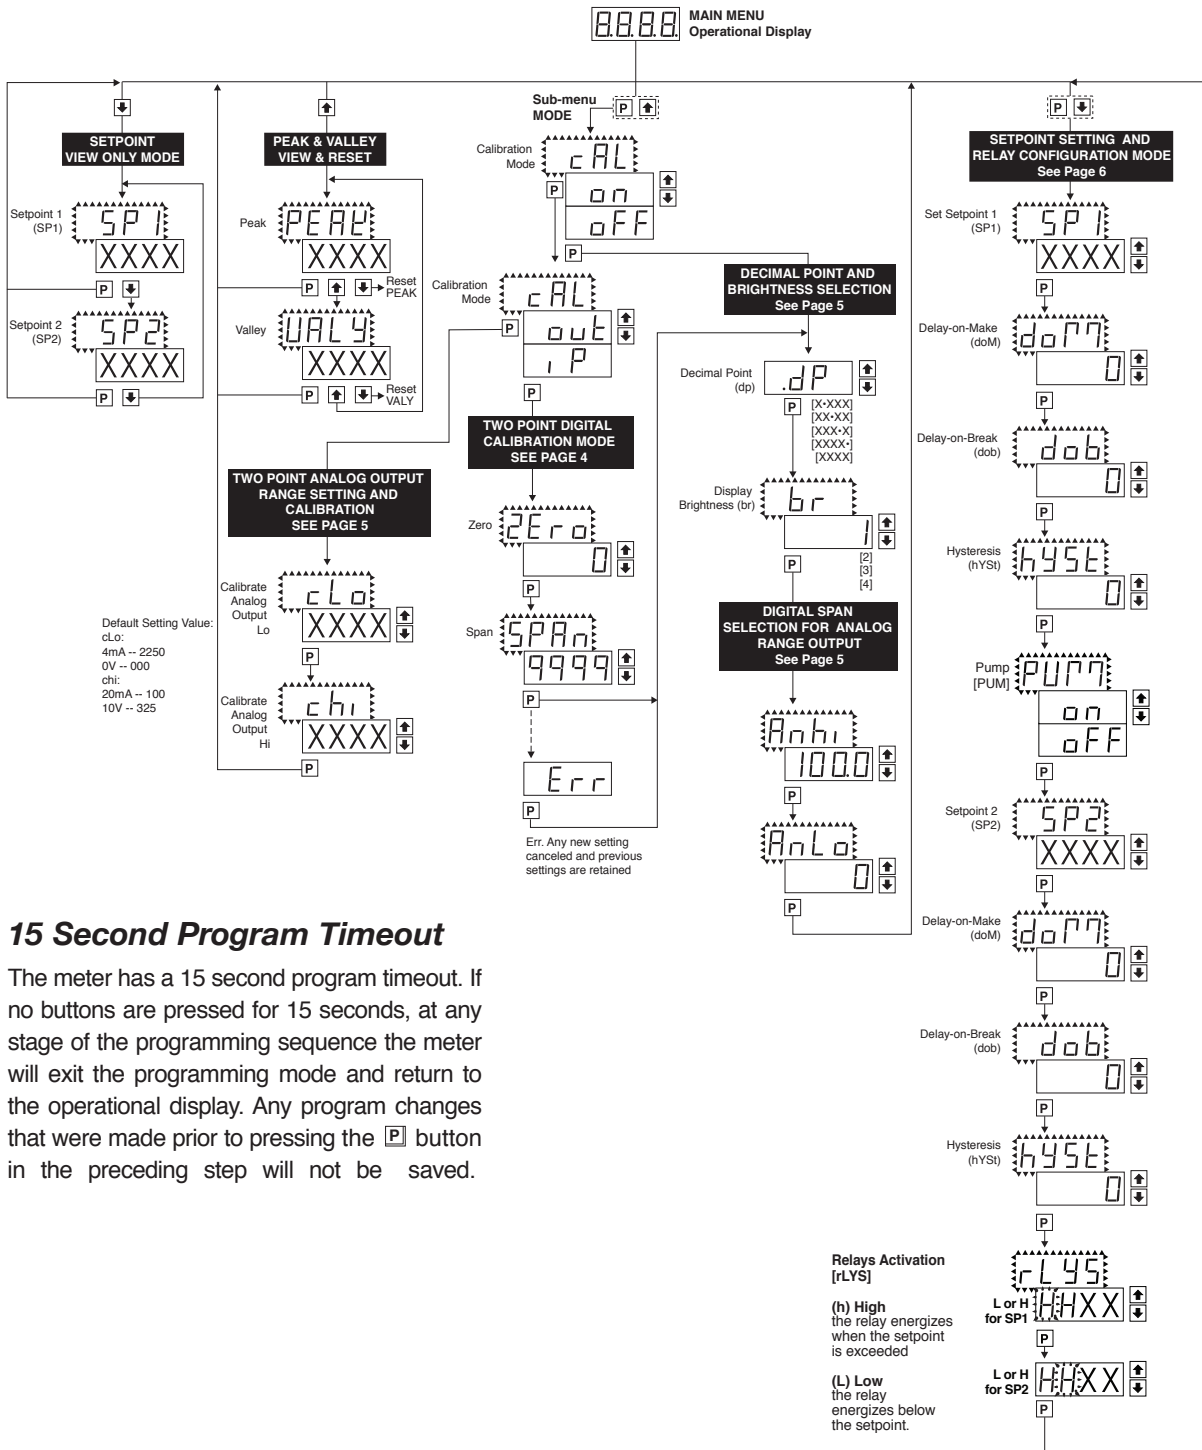 8.8.8.8. MAIN MENU
Operational Display
Sub-menu
MODE
P
SETPOINT
VIEW ONLY MODE
Setpoint 1
(SP1)
SP1
XXXX
P
Setpoint 2
(SP2)
SP2
XXXX
P
PEAK & VALLEY
VIEW & RESET
Peak
PEAK
XXXX
P
Reset
PEAK
Valley
VALY
XXXX
P
Reset
VALY
Calibration
Mode
cAL
P
on
oFF
P
Calibration
Mode
cAL
P
out
iP
P
TWO POINT ANALOG OUTPUT
RANGE SETTING AND
CALIBRATION
SEE PAGE 5
Calibrate
Analog
Output
Lo
cLo
XXXX
P
Calibrate
Analog
Output
Hi
chi
XXXX
P
Default Setting Value:
cLo:
4mA -- 2250
0V -- 000
chi:
20mA -- 100
10V -- 325
TWO POINT DIGITAL
CALIBRATION MODE
SEE PAGE 4
Zero
ZEro
0
P
Span
SPAn
9999
P
Err
P
Err. Any new setting
canceled and previous
settings are retained
DECIMAL POINT AND
BRIGHTNESS SELECTION
See Page 5
Decimal Point
(dp)
.dP
P
[X•XXX]
[XX•XX]
[XXX•X]
[XXXX•]
[XXXX]
Display
Brightness (br)
br
1
[2]
[3]
[4]
P
DIGITAL SPAN
SELECTION FOR ANALOG
RANGE OUTPUT
See Page 5
Anhi
100.0
P
AnLo
0
P
P
SETPOINT SETTING AND
RELAY CONFIGURATION MODE
See Page 6
Set Setpoint 1
(SP1)
SP1
XXXX
P
Delay-on-Make
(doM)
doM
0
P
Delay-on-Break
(dob)
dob
0
P
Hysteresis
(hYSt)
hYSt
0
P
Pump
[PUM]
PUM
on
oFF
P
Setpoint 2
(SP2)
SP2
XXXX
P
Delay-on-Make
(doM)
doM
0
P
Delay-on-Break
(dob)
dob
0
P
Hysteresis
(hYSt)
hYSt
0
P
Relays Activation
[rLYS]
rLYS
(h) High
the relay energizes
when the setpoint
is exceeded
L or H
for SP1
HHXX
P
(L) Low
the relay
energizes below
the setpoint.
L or H
for SP2
HHXX
P
15 Second Program Timeout
The meter has a 15 second program timeout. If
no buttons are pressed for 15 seconds, at any
stage of the programming sequence the meter
will exit the programming mode and return to
the operational display. Any program changes
that were made prior to pressing the P button
in the preceding step will not be saved.